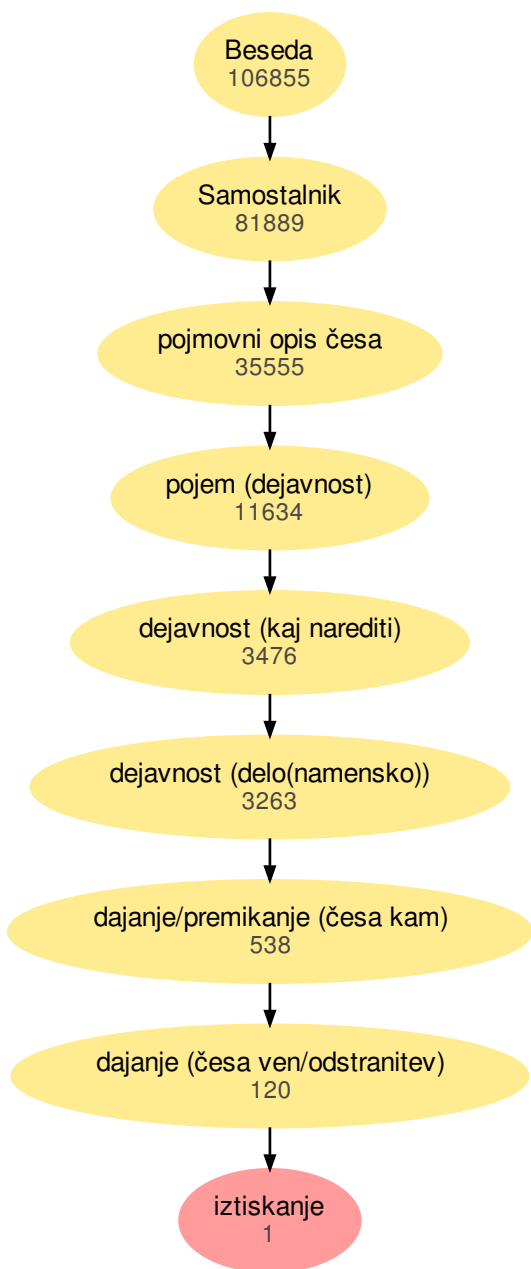 Beseda
106855
Samostalnik
81889
pojmovni opis česa
35555
pojem (dejavnost)
11634
dejavnost (kaj narediti)
3476
dejavnost (delo(namensko))
3263
dajanje/premikanje (česa kam)
538
dajanje (česa ven/odstranitev)
120
iztiskanje
1